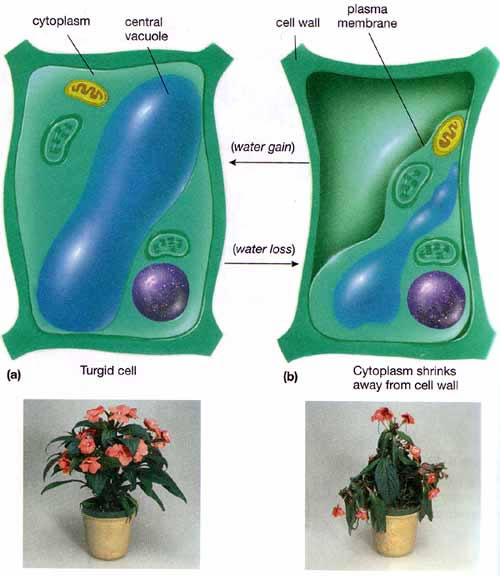 cytoplasm
central
vacuole
cell wall
plasma
membrane
(water gain)
(water loss)
(a)
Turgid cell
(b)
Cytoplasm shrinks
away from cell wall